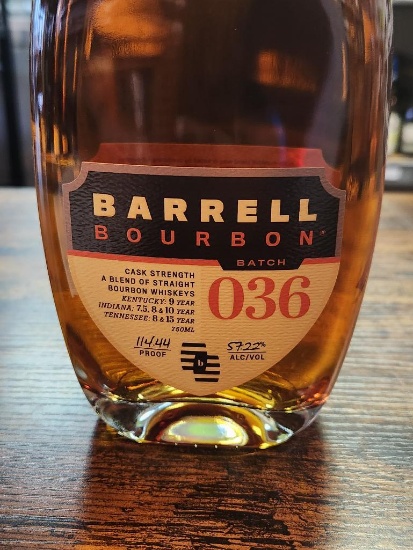 BARRELL
BOURBON
BATCH
036
CASK STRENGTH
A BLEND OF STRAIGHT
BOURBON WHISKEYS
KENTUCKY: 9 YEAR
INDIANA: 7.5, 8 & 10 YEAR
TENNESSEE: 8 & 15 YEAR
750ML
114.44
PROOF
b
57.22%
ALC/VOL